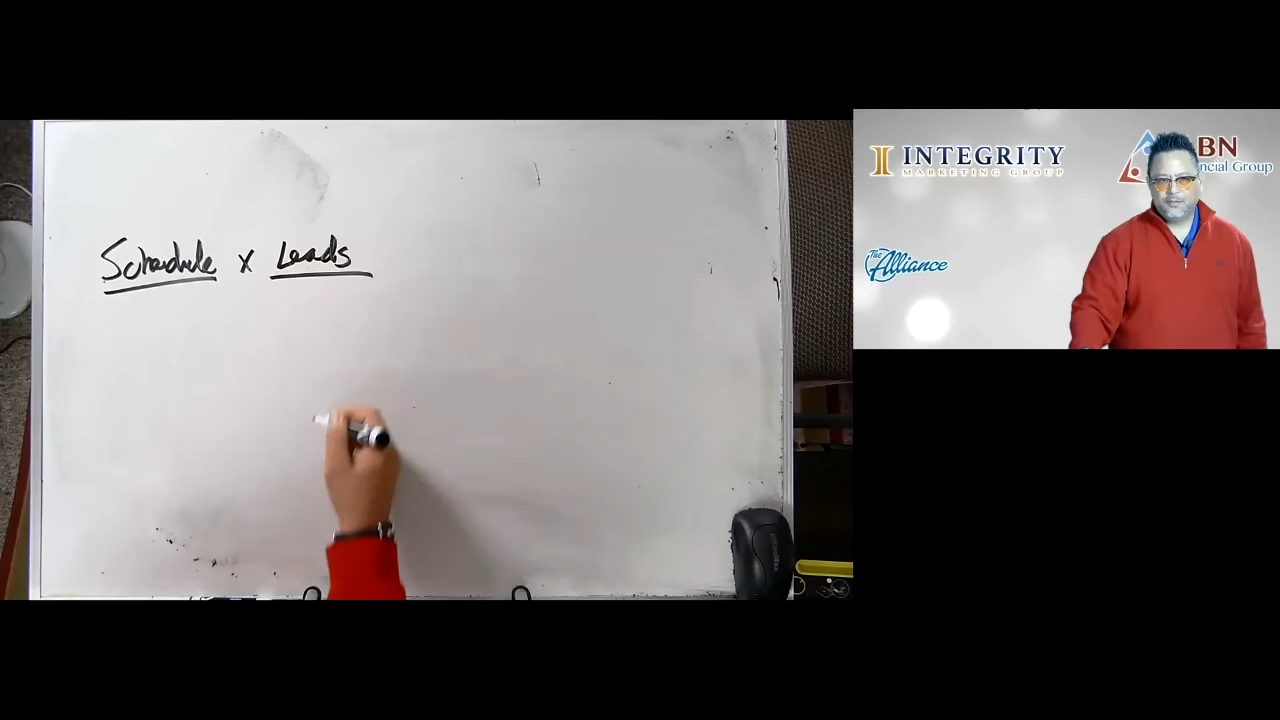 Schedule x Leads
INTEGRITY
MARKETING GROUP
BN
ncial Group
The Alliance